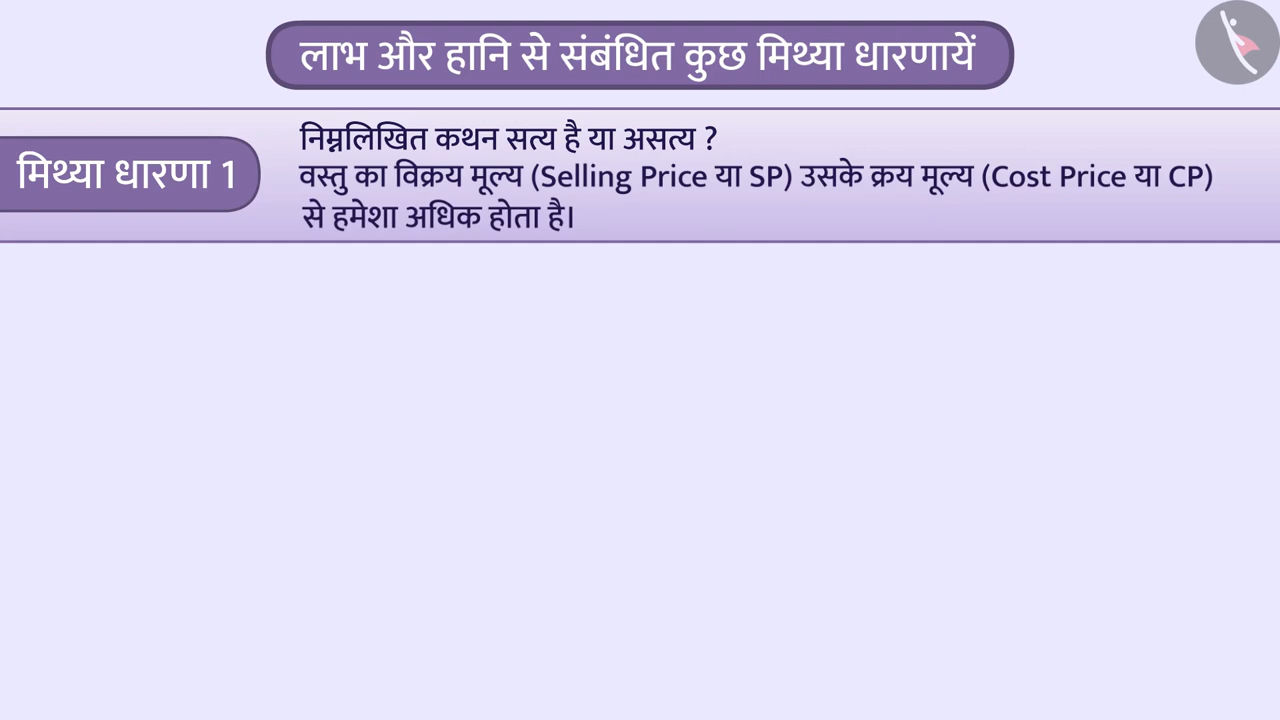 लाभ और हानि से संबंधित कुछ मिथ्या धारणायें
मिथ्या धारणा 1
निम्नलिखित कथन सत्य है या असत्य ?
वस्तु का विक्रय मूल्य (Selling Price या SP) उसके क्रय मूल्य (Cost Price या CP)
से हमेशा अधिक होता है।